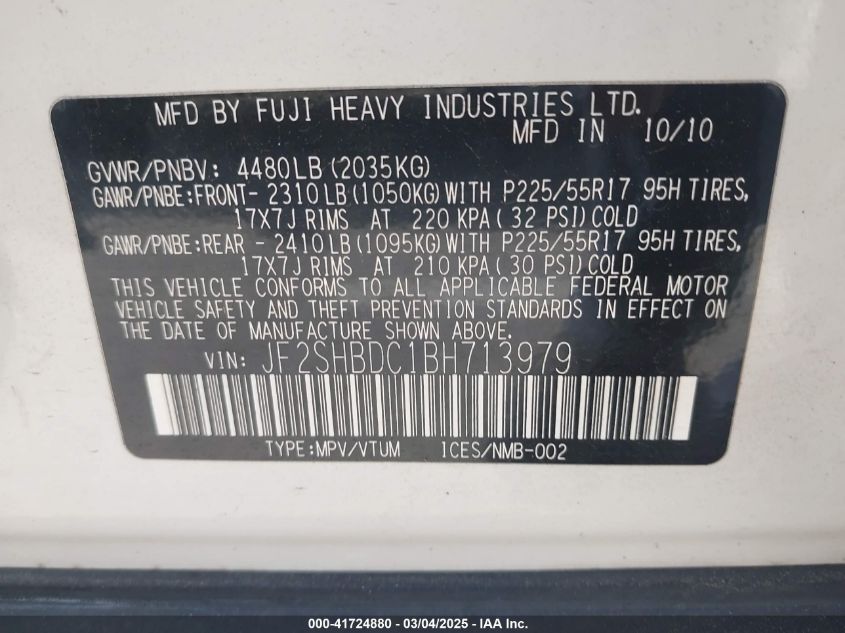 MFD BY FUJI HEAVY INDUSTRIES LTD.
MFD IN 10/10
GVWR/PNBV: 4480LB(2035KG)
GAWR/PNBE:FRONT- 2310LB(1050KG)WITH P225/55R17 95H TIRES,
17X7J RIMS AT 220 KPA(32 PSI)COLD
GAWR/PNBE:REAR - 2410LB(1095KG)WITH P225/55R17 95H TIRES,
17X7J RIMS AT 210 KPA(30 PSI)COLD
THIS VEHICLE CONFORMS TO ALL APPLICABLE FEDERAL MOTOR
VEHICLE SAFETY AND THEFT PREVENTION STANDARDS IN EFFECT ON
THE DATE OF MANUFACTURE SHOWN ABOVE.
VIN: JF2SHBDC1BH713979
TYPE:MPV/VTUM ICES/NMB-002
000-41724880 - 03/04/2025 - IAA Inc.